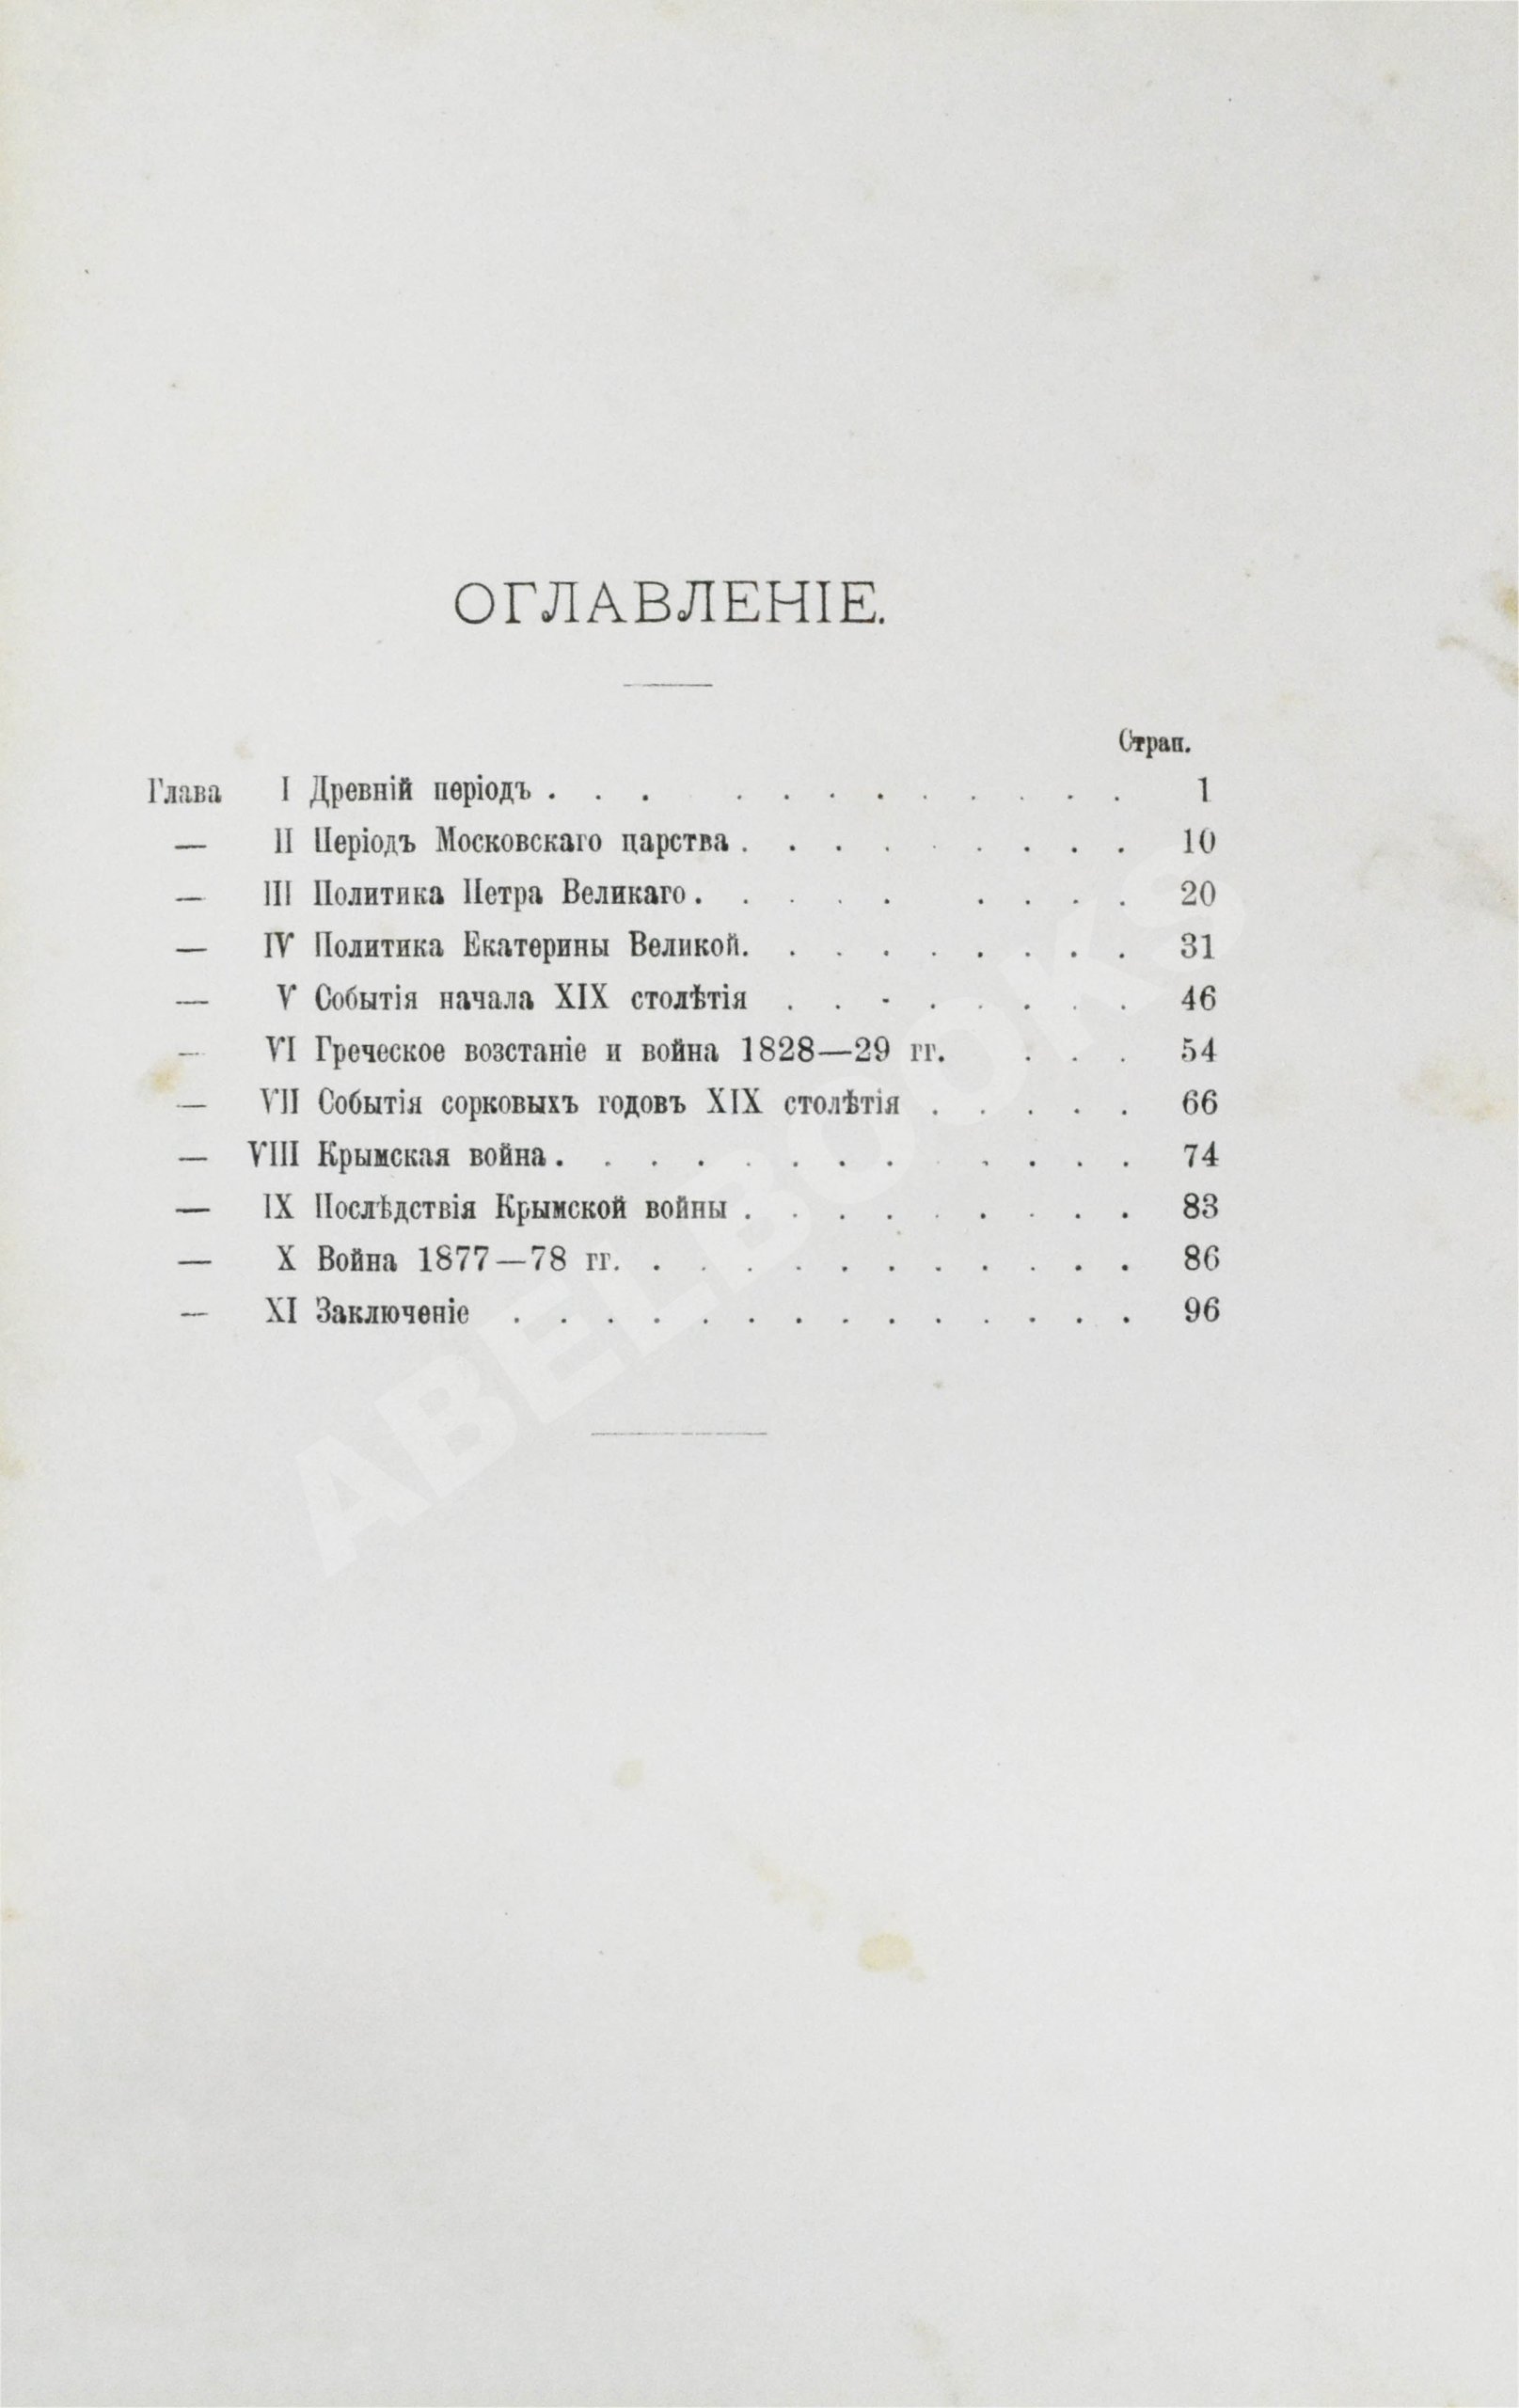 ОГЛАВЛЕНІЕ.
Стран.
Глава I Древній періодъ . . . . . . . . . . . . 1
— II Періодъ Московскаго царства . . . . . . . . . 10
— III Политика Петра Великаго . . . . . . . . . 20
— IV Политика Екатерины Великой. . . . . . . . . 31
— V Событія начала XIX столѣтія . . . . . . . . 46
— VI Греческое возстаніе и война 1828—29 гг. . . . 54
— VII Событія сорковыхъ годовъ XIX столѣтія . . . . . 66
— VIII Крымская война . . . . . . . . . . . . . 74
— IX Послѣдствія Крымской войны . . . . . . . . . 83
— X Война 1877—78 гг. . . . . . . . . . . . 86
— XI Заключеніе . . . . . . . . . . . . . . 96
ABELBOOKS